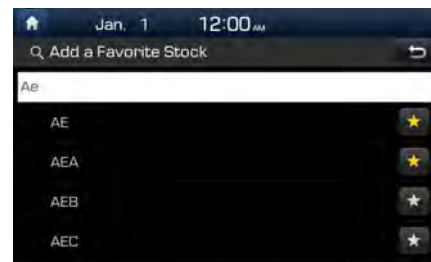 Jan. 1 12:00 AM
Add a Favorite Stock
Ae
AE
AEA
AEB
AEC